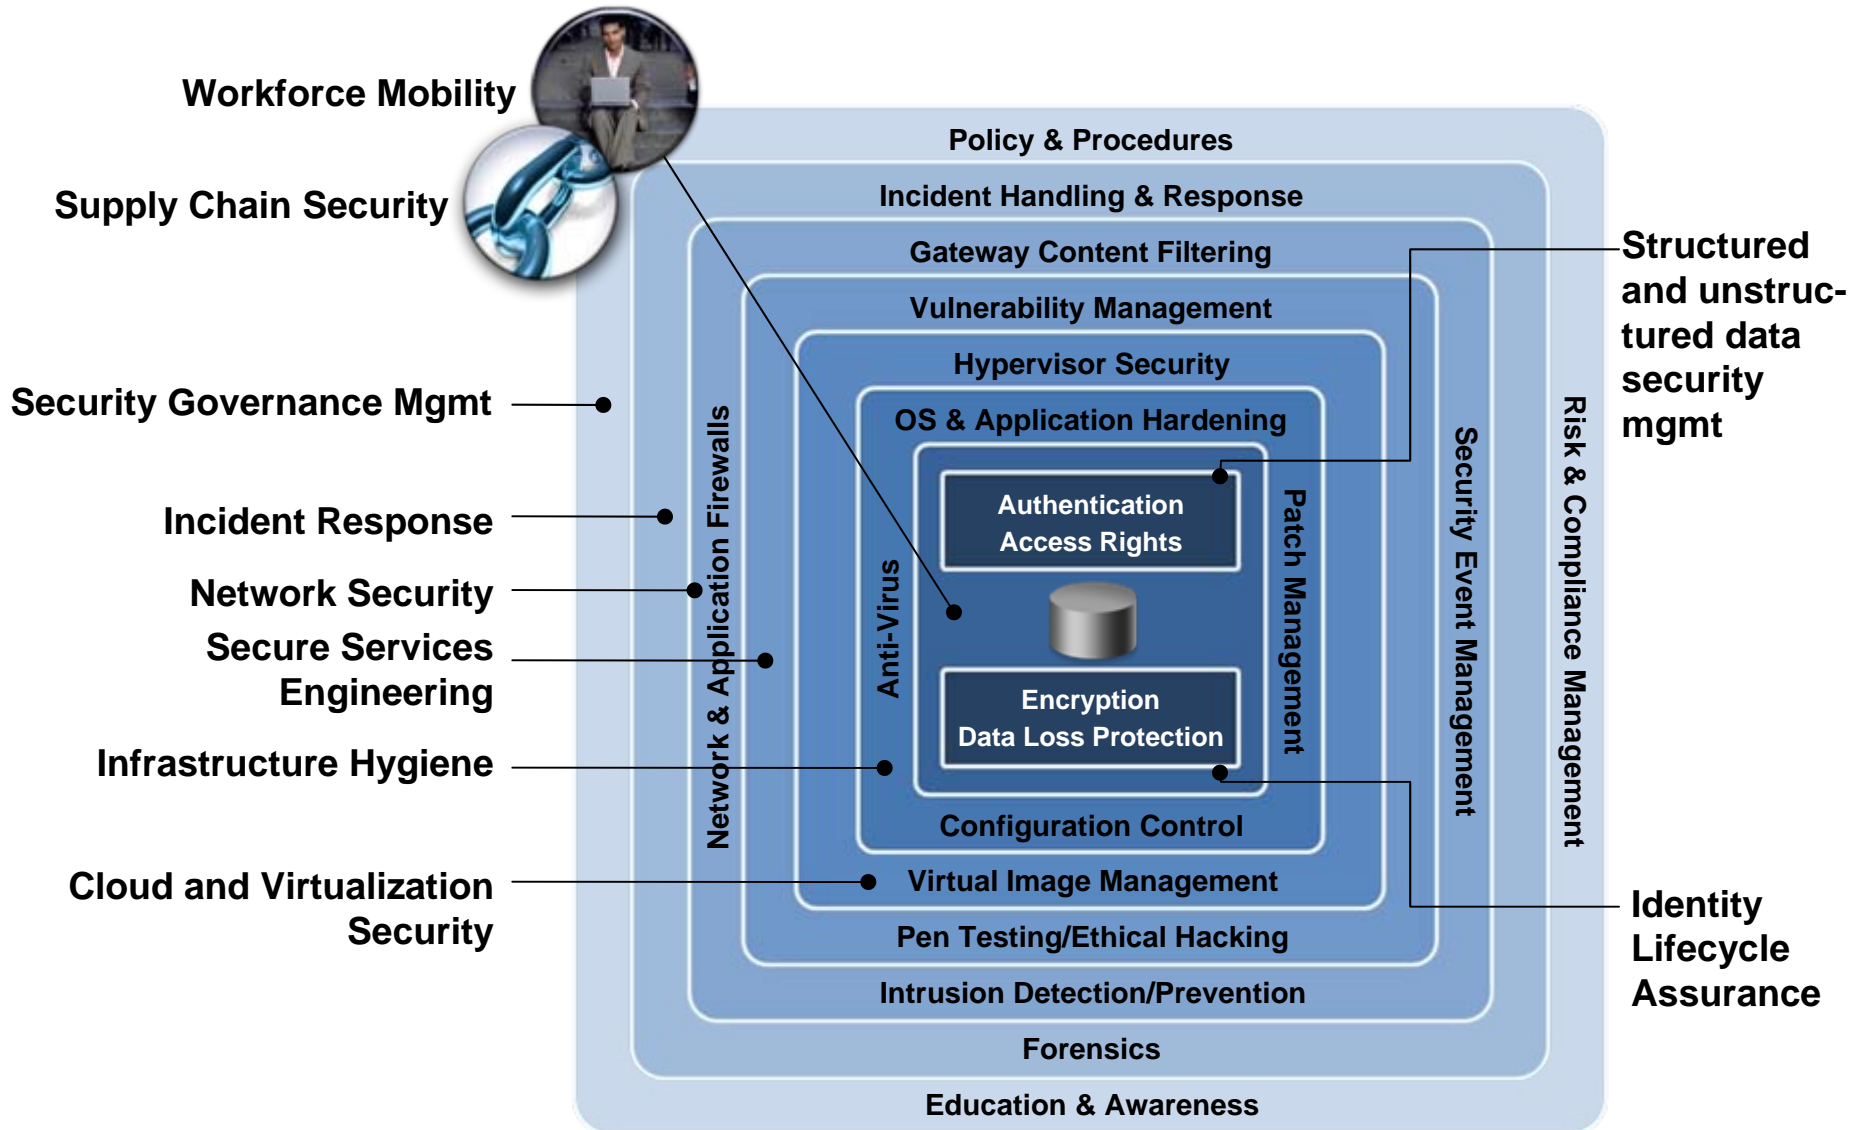 Workforce Mobility
Supply Chain Security
Security Governance Mgmt
Incident Response
Network Security
Secure Services
Engineering
Infrastructure Hygiene
Cloud and Virtualization
Security
Policy & Procedures
Incident Handling & Response
Gateway Content Filtering
Vulnerability Management
Hypervisor Security
OS & Application Hardening
Authentication
Access Rights
Encryption
Data Loss Protection
Anti-Virus
Network & Application Firewalls
Patch Management
Security Event Management
Risk & Compliance Management
Configuration Control
Virtual Image Management
Pen Testing/Ethical Hacking
Intrusion Detection/Prevention
Forensics
Education & Awareness
Structured
and unstruc-
tured data
security
mgmt
Identity
Lifecycle
Assurance